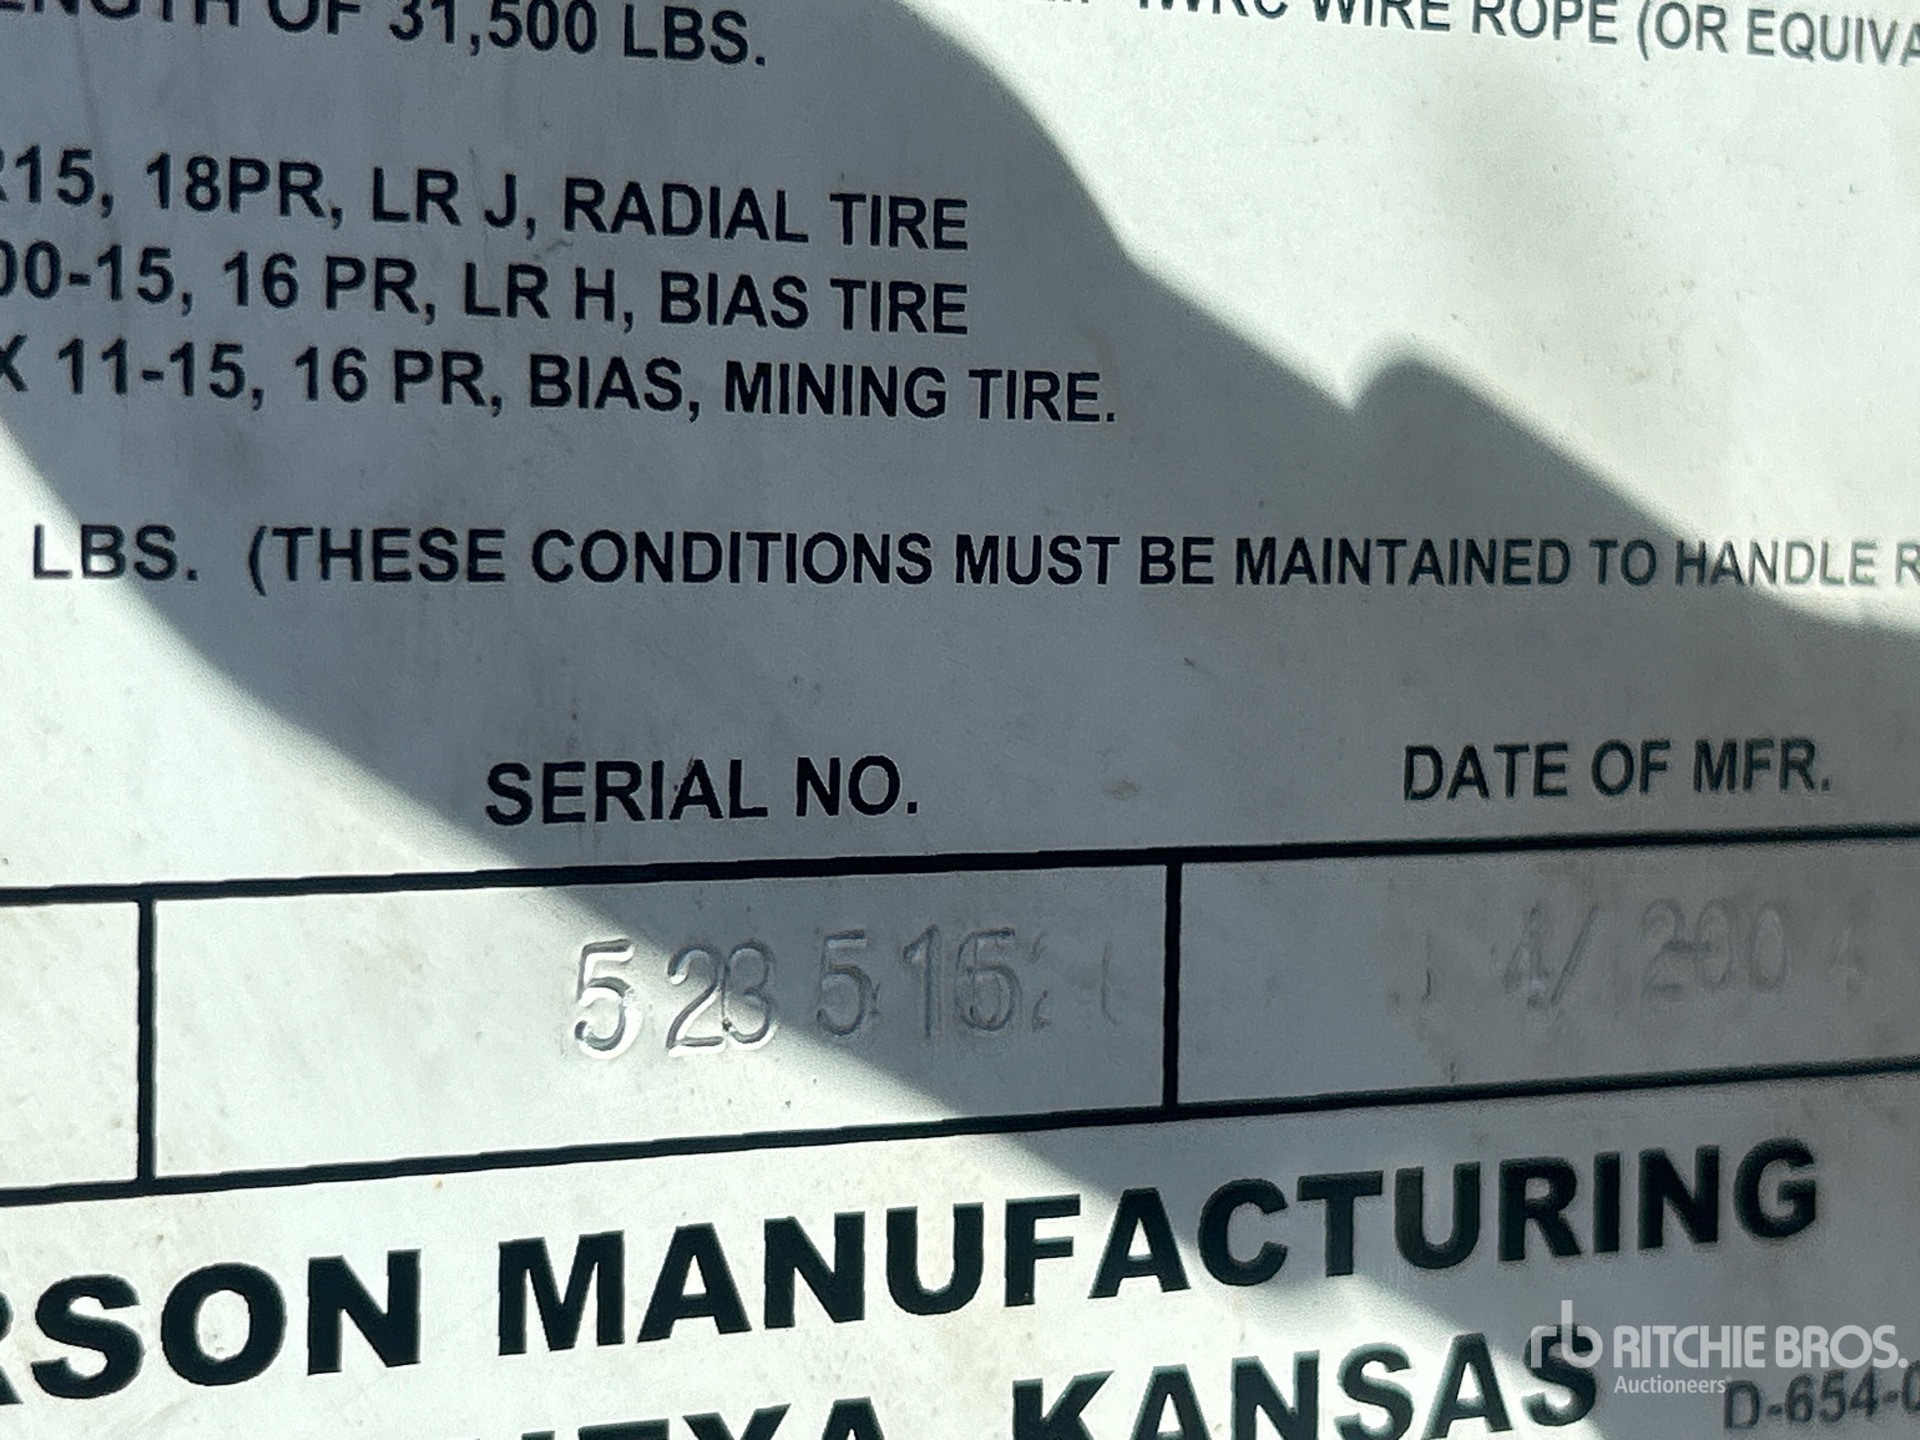 OF 31,500 LBS.
WIRE ROPE (OR
15, 18PR, LR J, RADIAL TIRE
00-15, 16 PR, LR H, BIAS TIRE
X 11-15, 16 PR, BIAS, MINING TIRE.
LBS. (THESE CONDITIONS MUST BE MAINTAINED TO HANDLE
SERIAL NO.
DATE OF MFR.
MANUFACTURING
KANSAS
RITCHIE BROS.
Auctioneers